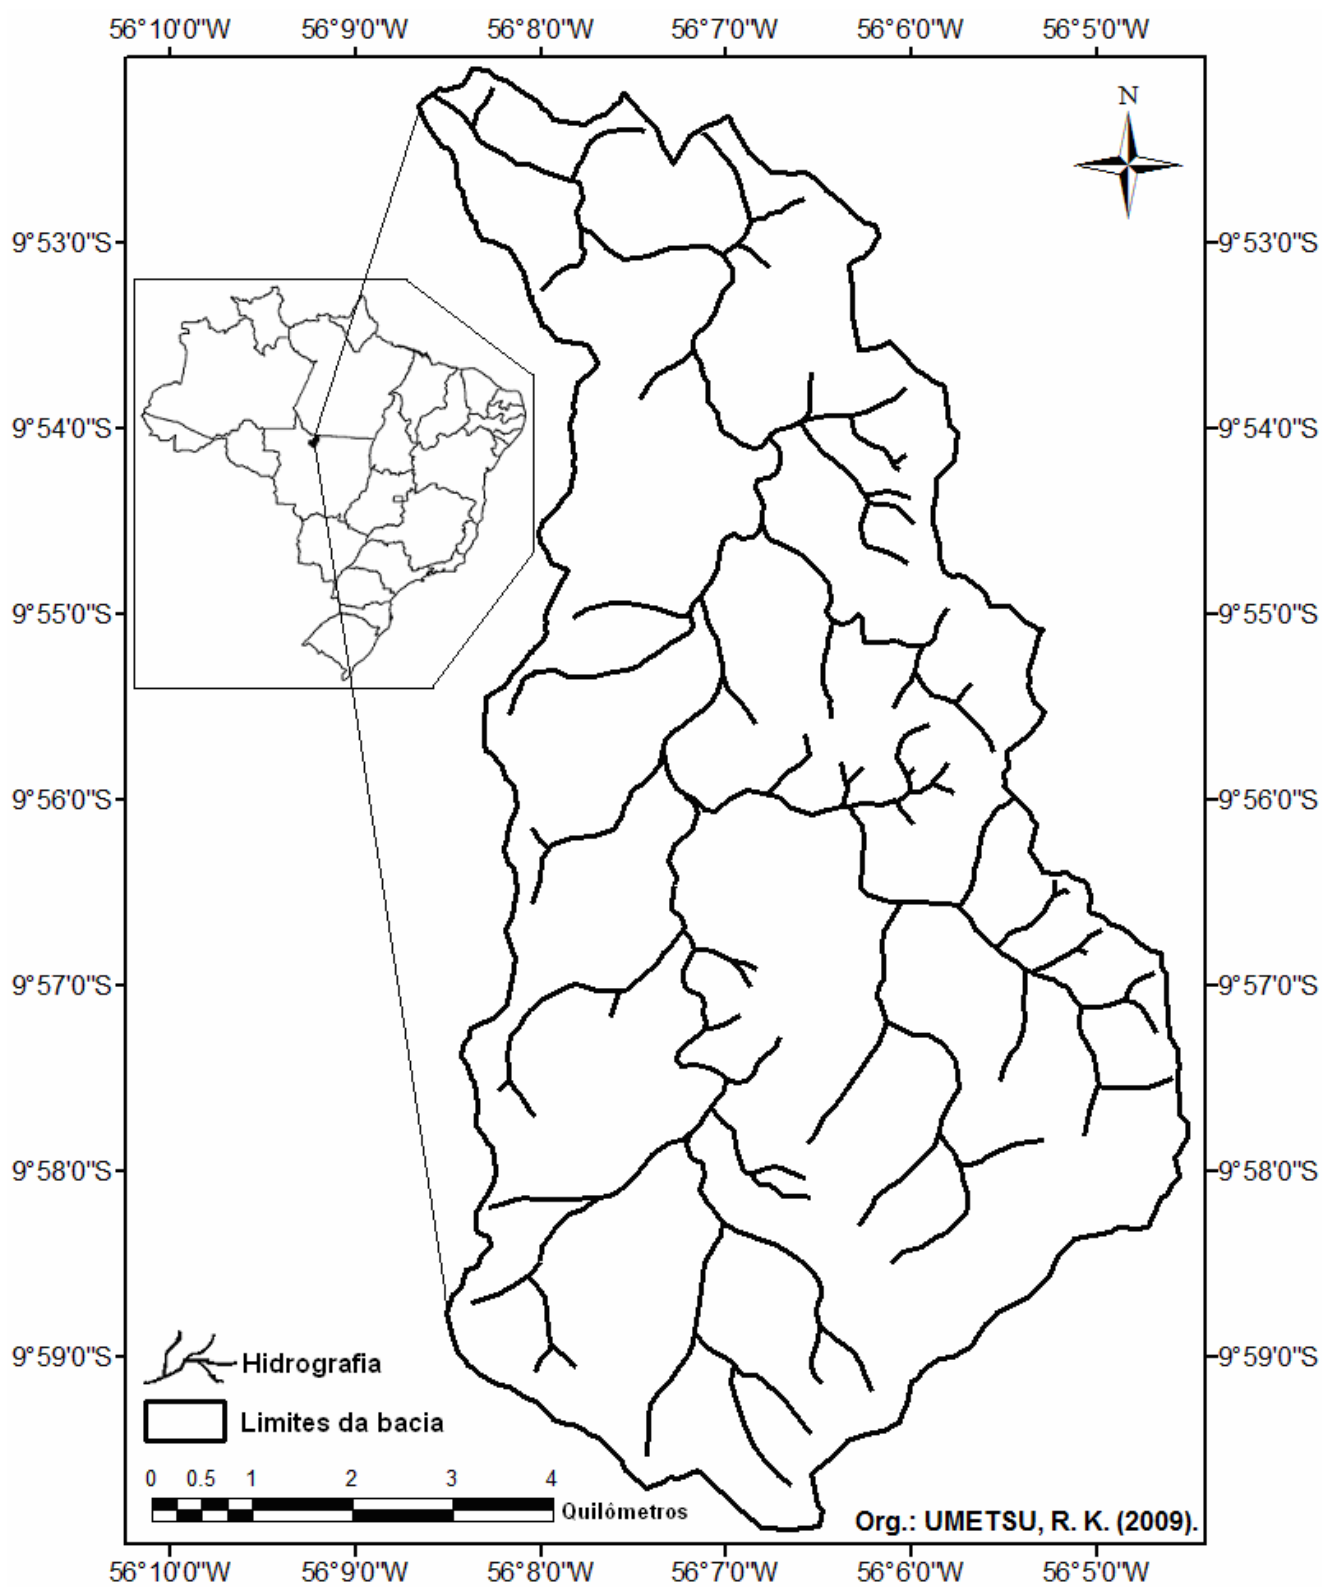 56°10'0"W 56°9'0"W 56°8'0"W 56°7'0"W 56°6'0"W 56°5'0"W
N
9°53'0"S 9°53'0"S
9°54'0"S 9°54'0"S
9°55'0"S 9°55'0"S
9°56'0"S 9°56'0"S
9°57'0"S 9°57'0"S
9°58'0"S 9°58'0"S
9°59'0"S 9°59'0"S
Hidrografia
Limites da bacia
0 0.5 1 2 3 4
Quilômetros
Org.: UMETSU, R. K. (2009).
56°10'0"W 56°9'0"W 56°8'0"W 56°7'0"W 56°6'0"W 56°5'0"W